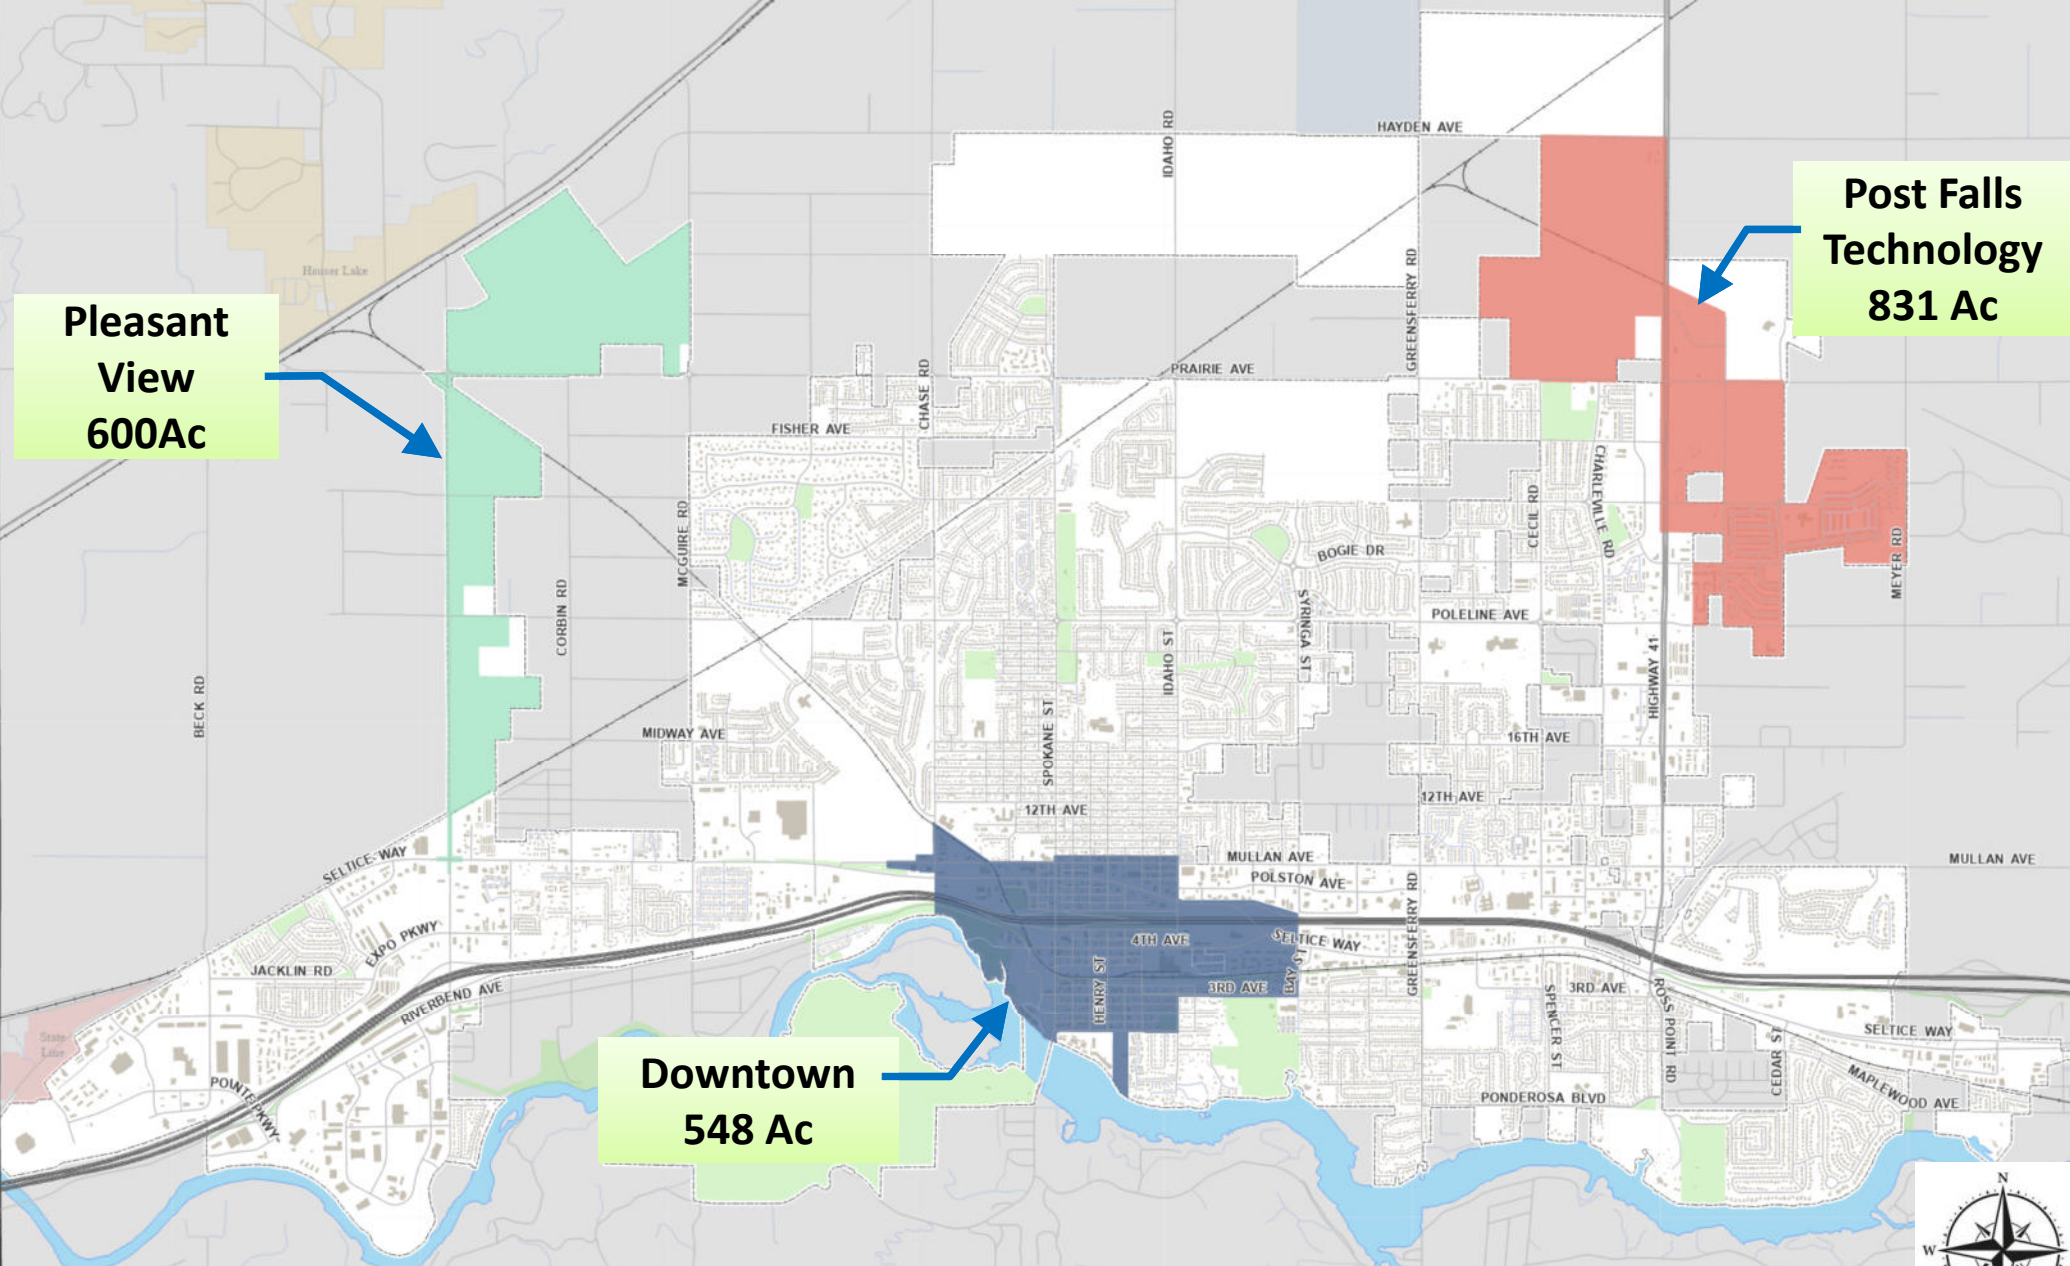 HAYDEN AVE
IDAHO RD
Post Falls
Technology
831 Ac
Hauser Lake
GREENSFERRY RD
Pleasant
View
600Ac
PRAIRIE AVE
CHASE RD
FISHER AVE
MCGUIRE RD
CHARLEVILLE RD
CECIL RD
BOGIE DR
MEYER RD
CORBIN RD
SYRINGA ST
POLELINE AVE
IDAHO ST
HIGHWAY 41
BECK RD
SPOKANE ST
MIDWAY AVE
16TH AVE
12TH AVE
12TH AVE
SELTICE WAY
MULLAN AVE
MULLAN AVE
POLSTON AVE
GREENSFERRY RD
EXPO PKWY
4TH AVE
SELTICE WAY
BAY ST
JACKLIN RD
HENRY ST
3RD AVE
3RD AVE
RIVERBEND AVE
SPENCER ST
ROSS POINT RD
SELTICE WAY
State
Line
CEDAR ST
Downtown
548 Ac
POINTE PKWY
PONDEROSA BLVD
MAPLEWOOD AVE
N
W